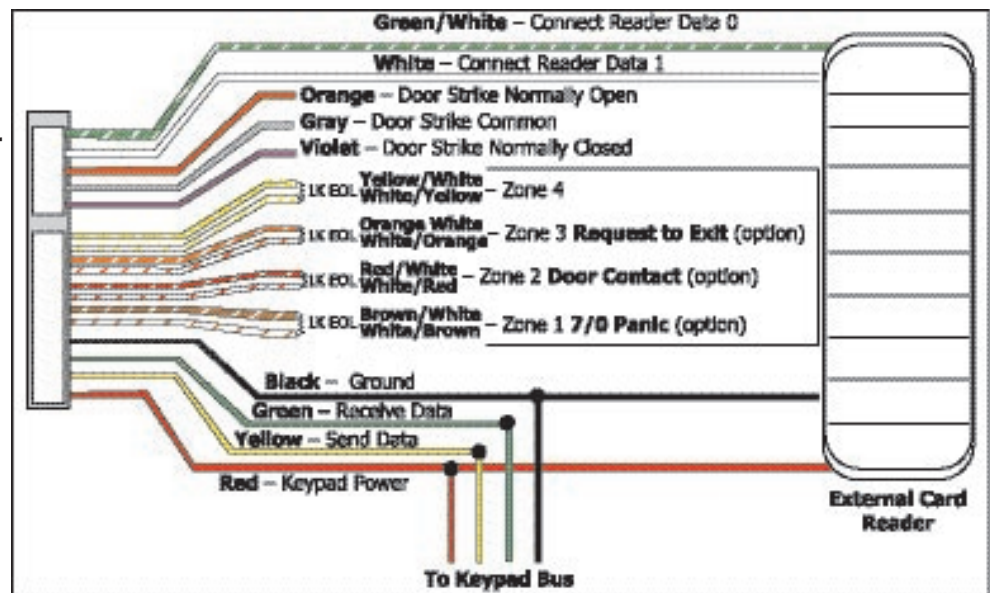 Green/White – Connect Reader Data 0
White – Connect Reader Data 1
Orange – Door Strike Normally Open
Gray – Door Strike Common
Violet – Door Strike Normally Closed
1K EOL Yellow/White
White/Yellow – Zone 4
1K EOL Orange White
White/Orange – Zone 3 Request to Exit (option)
1K EOL Red/White
White/Red – Zone 2 Door Contact (option)
1K EOL Brown/White
White/Brown – Zone 1 7/0 Panic (option)
Black – Ground
Green – Receive Data
Yellow – Send Data
Red – Keypad Power
External Card
Reader
To Keypad Bus